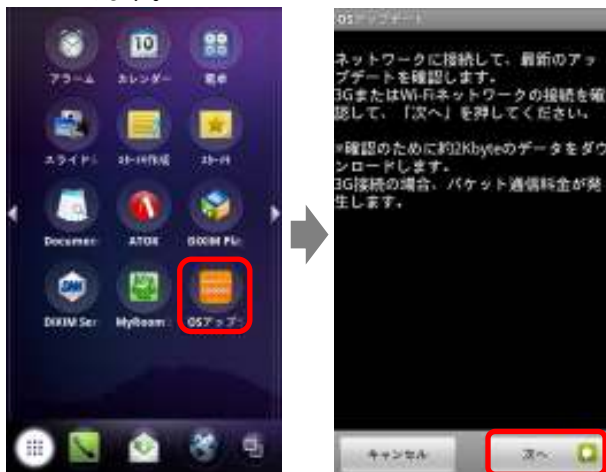 アラーム
10
カレンダー
電卓
スライド
ストーリー
Documen
ATOK
DiXiM Pla
DiXiM Ser
MyRoom
OSアップ
OSアップデート
ネットワークに接続して、最新のアッ
プデートを確認します。
3GまたはWi-Fiネットワークの接続を確
認して、「次へ」を押してください。
※確認のために約2Kbyteのデータをダウ
ンロードします。
3G接続の場合、パケット通信料金が発
生します。
キャンセル
次へ